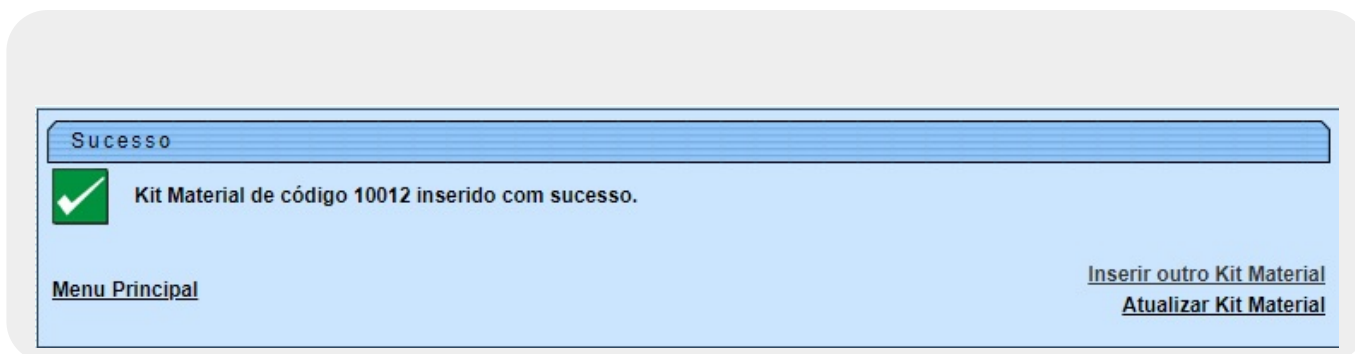 Sucesso
Kit Material de código 10012 inserido com sucesso.
Menu Principal
Inserir outro Kit Material
Atualizar Kit Material